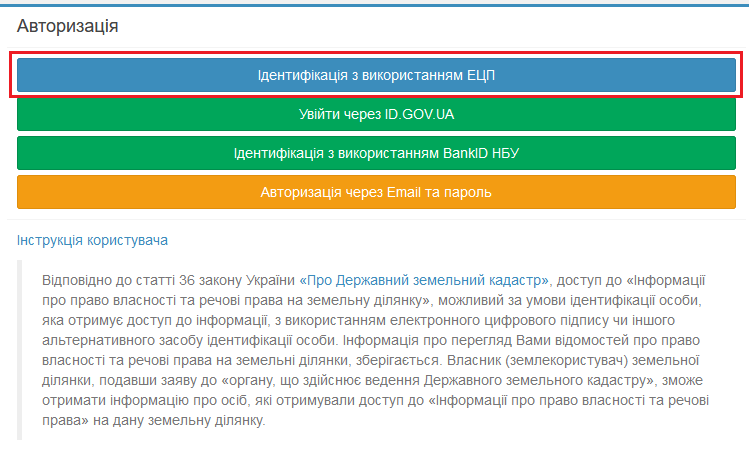 Авторизація
Ідентифікація з використанням ЕЦП
Увійти через ID.GOV.UA
Ідентифікація з використанням BankID НБУ
Авторизація через Email та пароль
Інструкція користувача
Відповідно до статті 36 закону України «Про Державний земельний кадастр», доступ до «Інформації
про право власності та речові права на земельну ділянку», можливий за умови ідентифікації особи,
яка отримує доступ до інформації, з використанням електронного цифрового підпису чи іншого
альтернативного засобу ідентифікації особи. Інформація про перегляд Вами відомостей про право
власності та речові права на земельні ділянки, зберігається. Власник (землекористувач) земельної
ділянки, подавши заяву до «органу, що здійснює ведення Державного земельного кадастру», зможе
отримати інформацію про осіб, які отримували доступ до «Інформації про право власності та речові
права» на дану земельну ділянку.